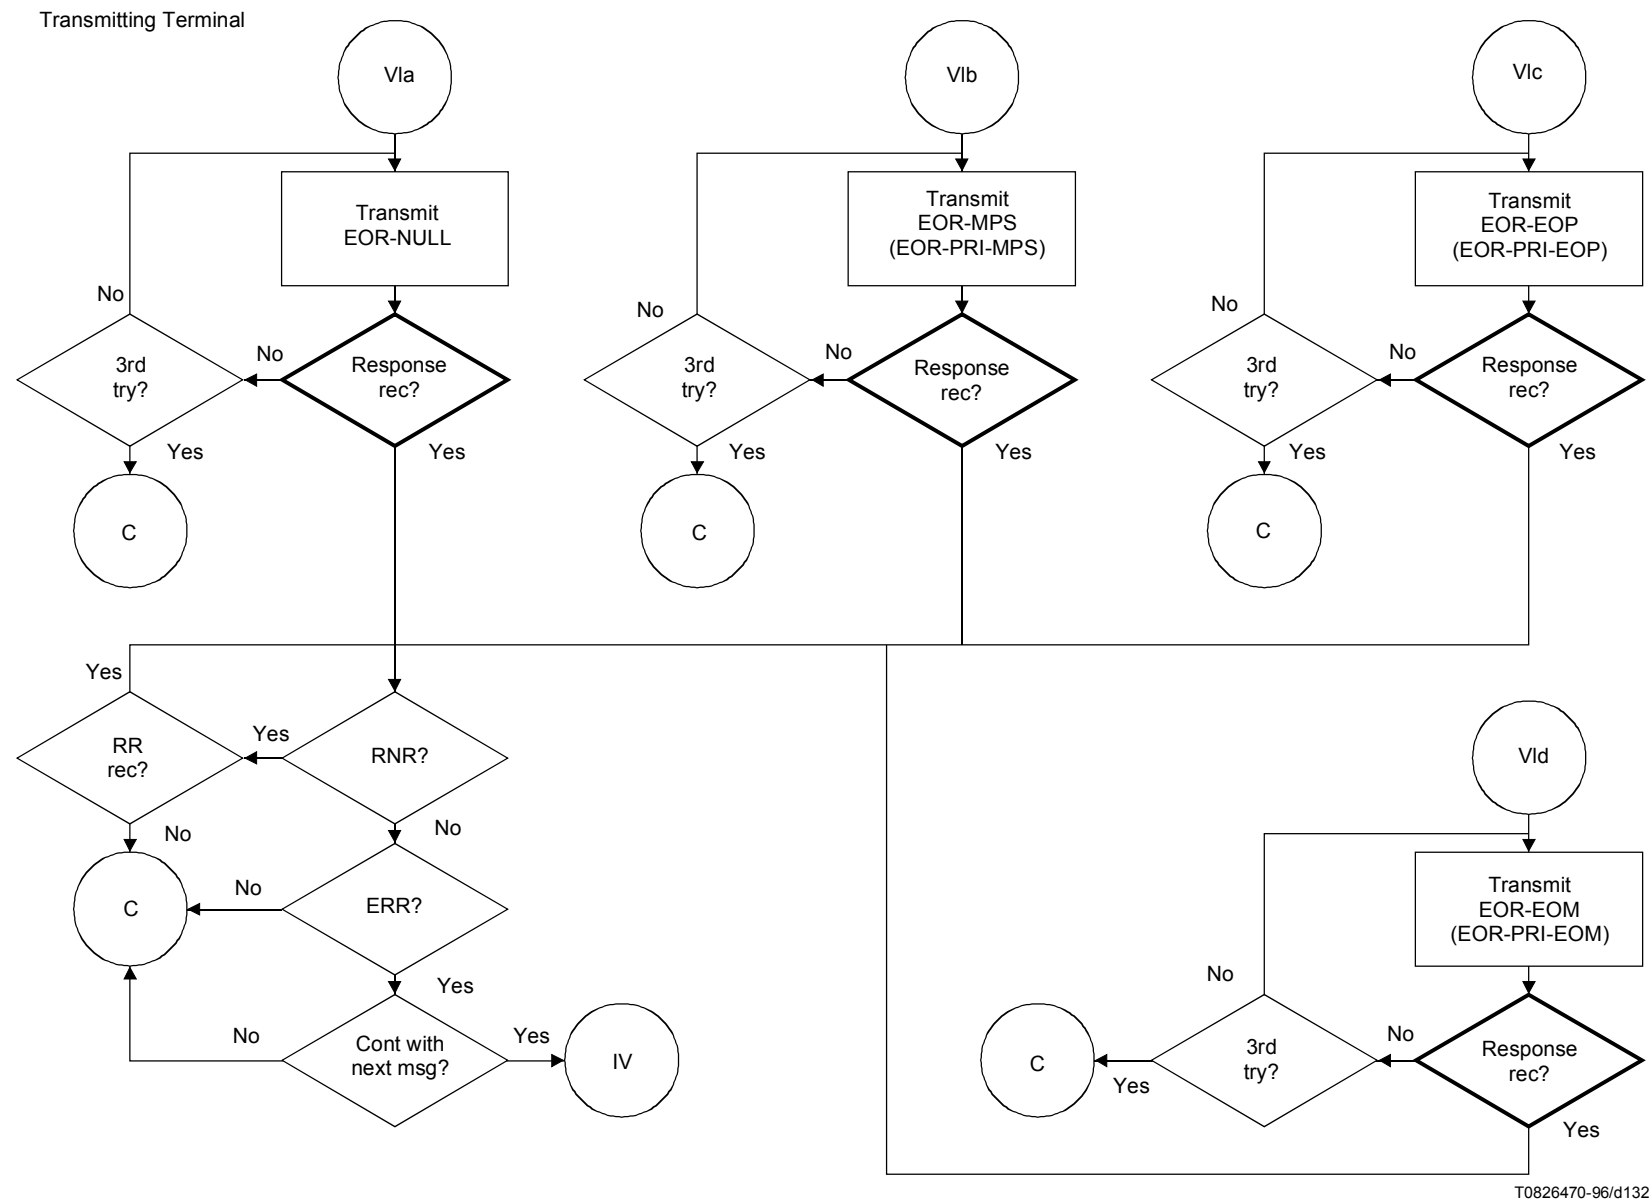 Transmitting Terminal
VIa
VIb
VIc
Transmit
EOR-NULL
Transmit
EOR-MPS
(EOR-PRI-MPS)
Transmit
EOR-EOP
(EOR-PRI-EOP)
No
No
No
3rd
try?
No
Response
rec?
3rd
try?
No
Response
rec?
3rd
try?
No
Response
rec?
Yes
Yes
Yes
Yes
Yes
Yes
C
C
C
Yes
RR
rec?
Yes
RNR?
VId
No
No
C
No
ERR?
Transmit
EOR-EOM
(EOR-PRI-EOM)
Yes
No
No
Cont with
next msg?
Yes
IV
C
Yes
3rd
try?
No
Response
rec?
Yes
T0826470-96/d132